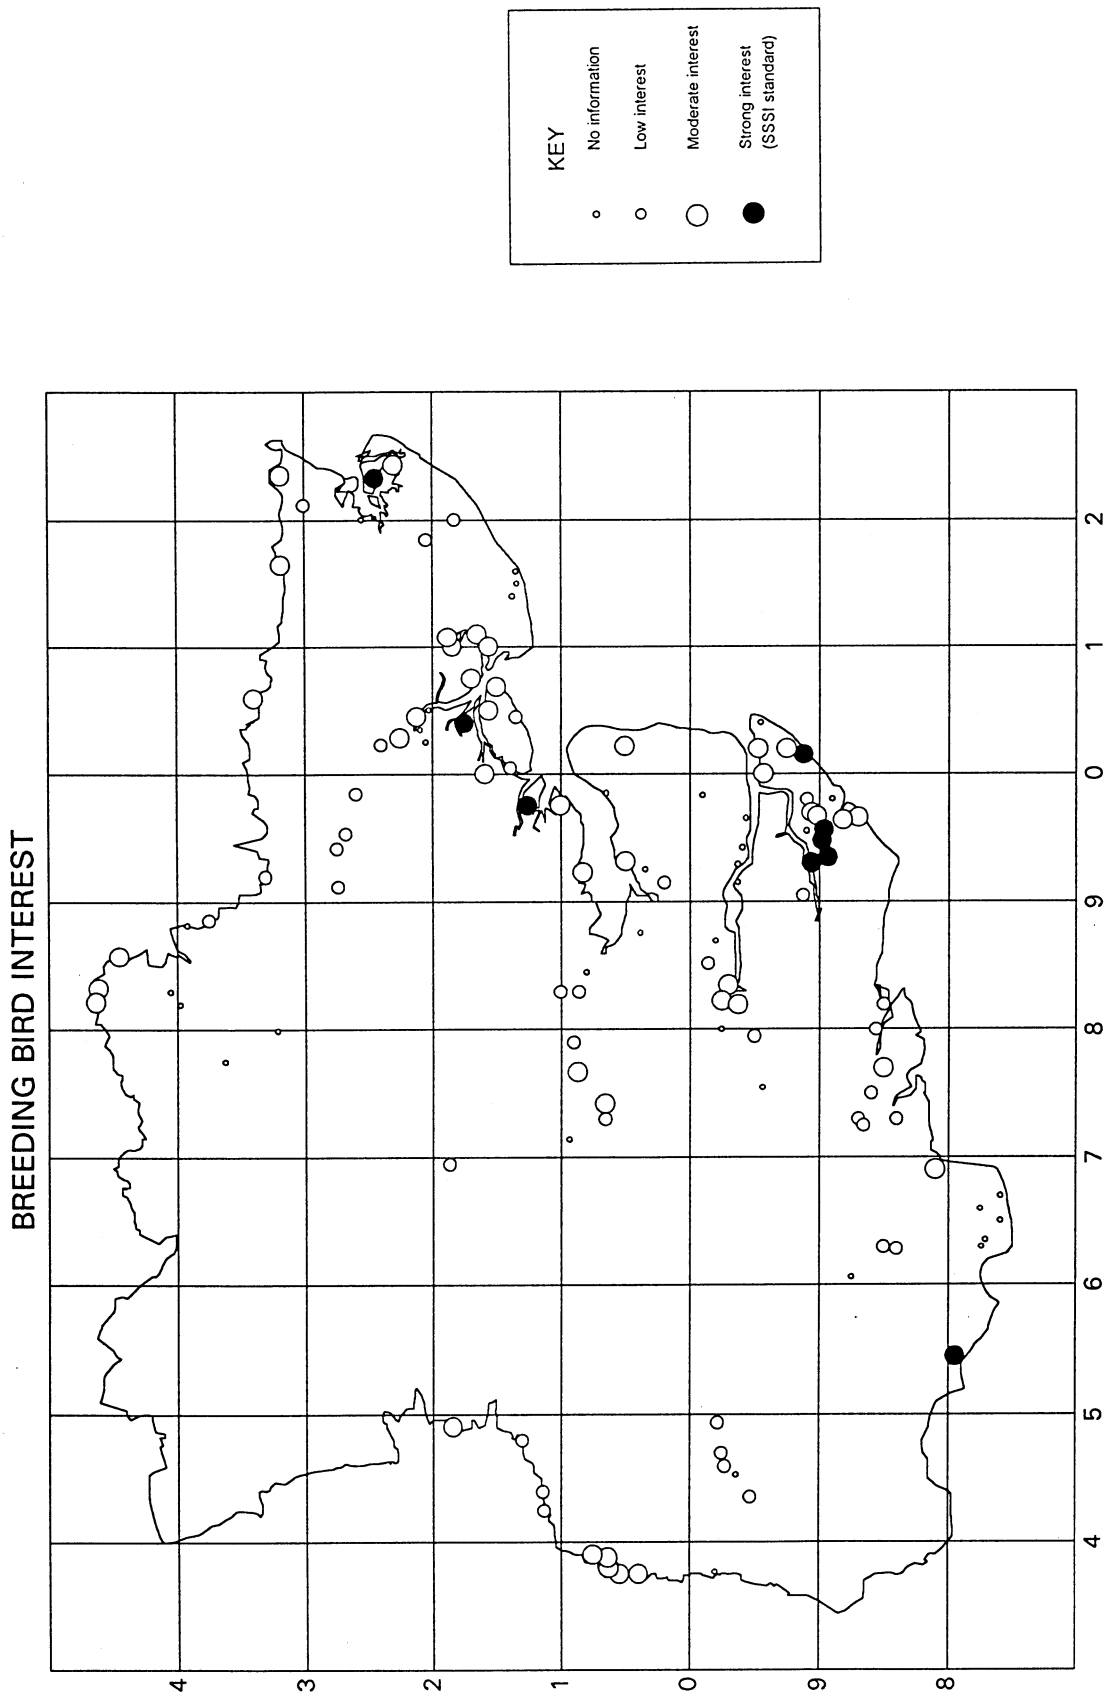 BREEDING BIRD INTEREST
KEY
No information
Low interest
Moderate interest
Strong interest
(SSSI standard)
4
3
2
1
0
9
8
4
5
6
7
8
9
0
1
2